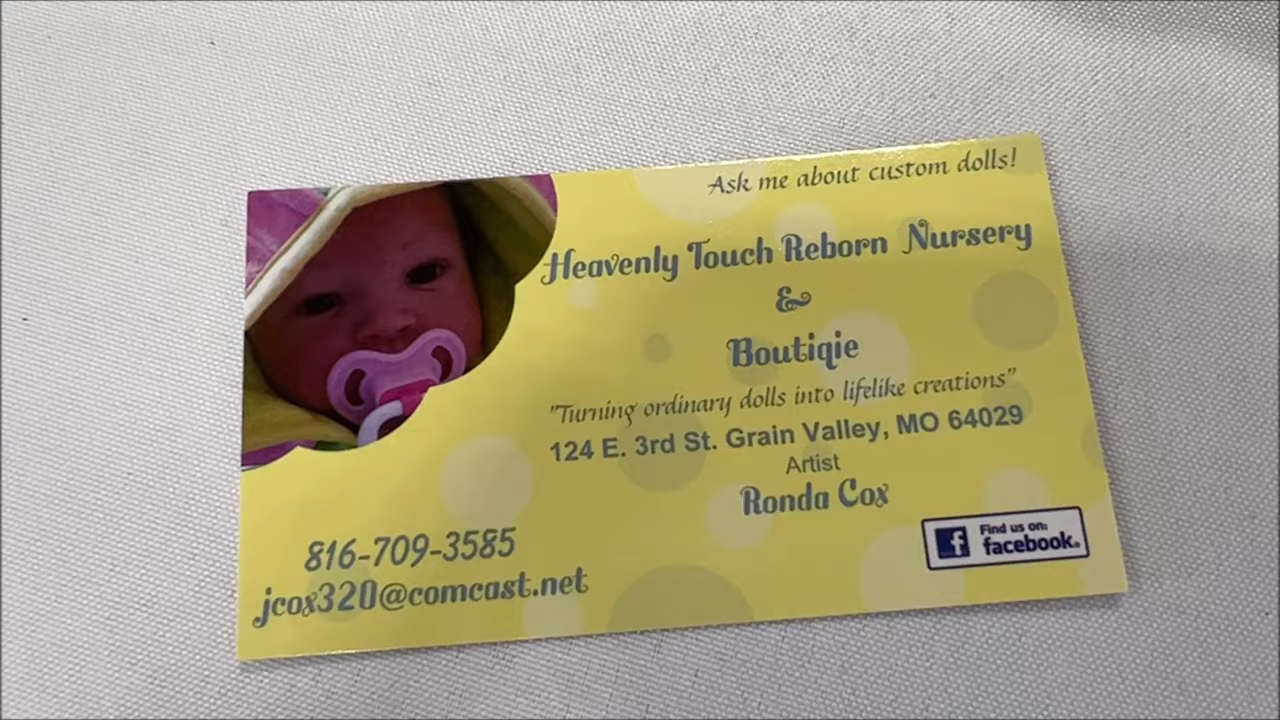 Ask me about custom dolls!
Heavenly Touch Reborn Nursery
&
Boutiqie
"Turning ordinary dolls into lifelike creations"
124 E. 3rd St. Grain Valley, MO 64029
Artist
Ronda Cox
816-709-3585
jcox320@comcast.net
f Find us on:
facebook.